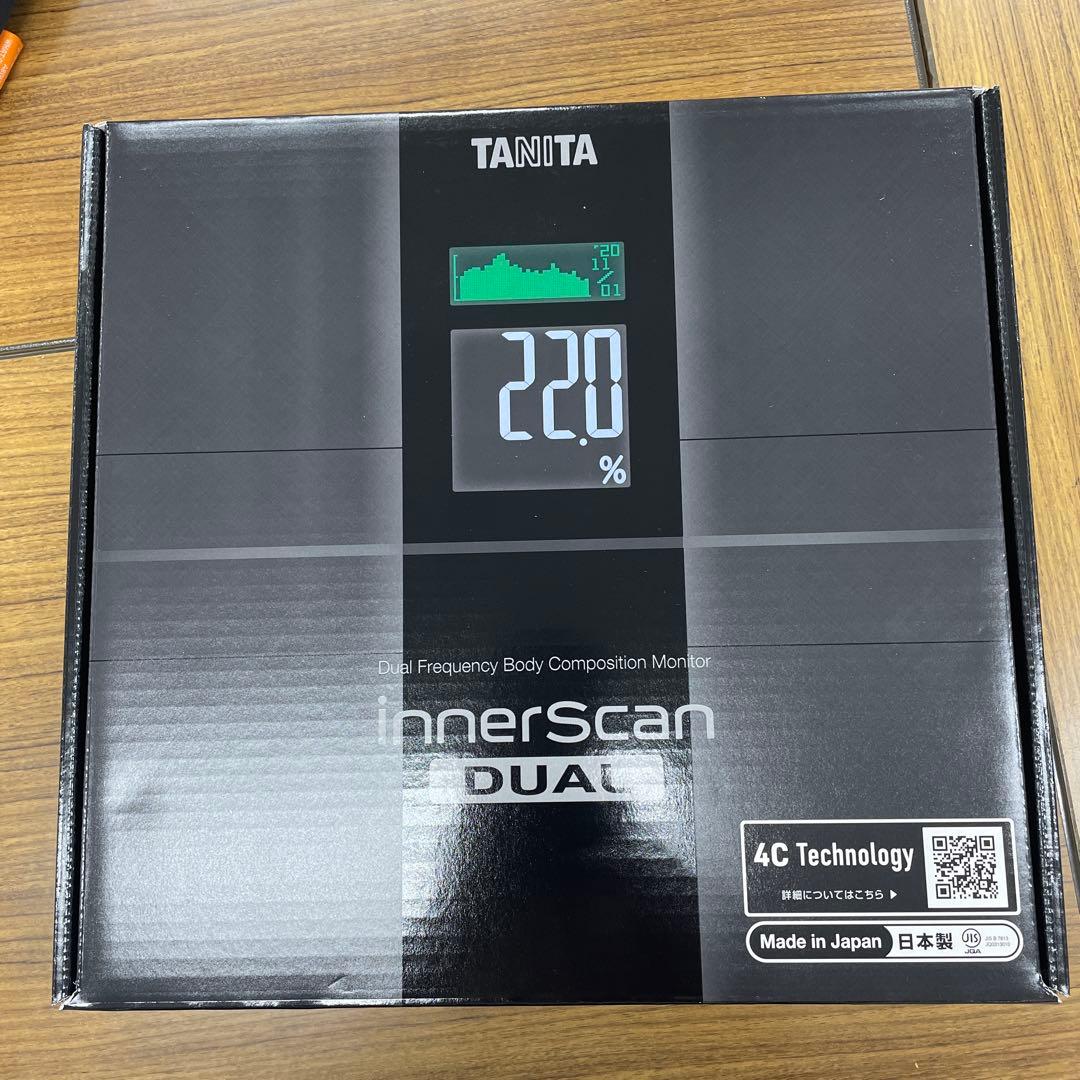 TANITA
'20
11
/01
22.0
%
Dual Frequency Body Composition Monitor
innerScan
DUAL
4C Technology
詳細についてはこちら ▶
Made in Japan 日本製 JIS
JQA